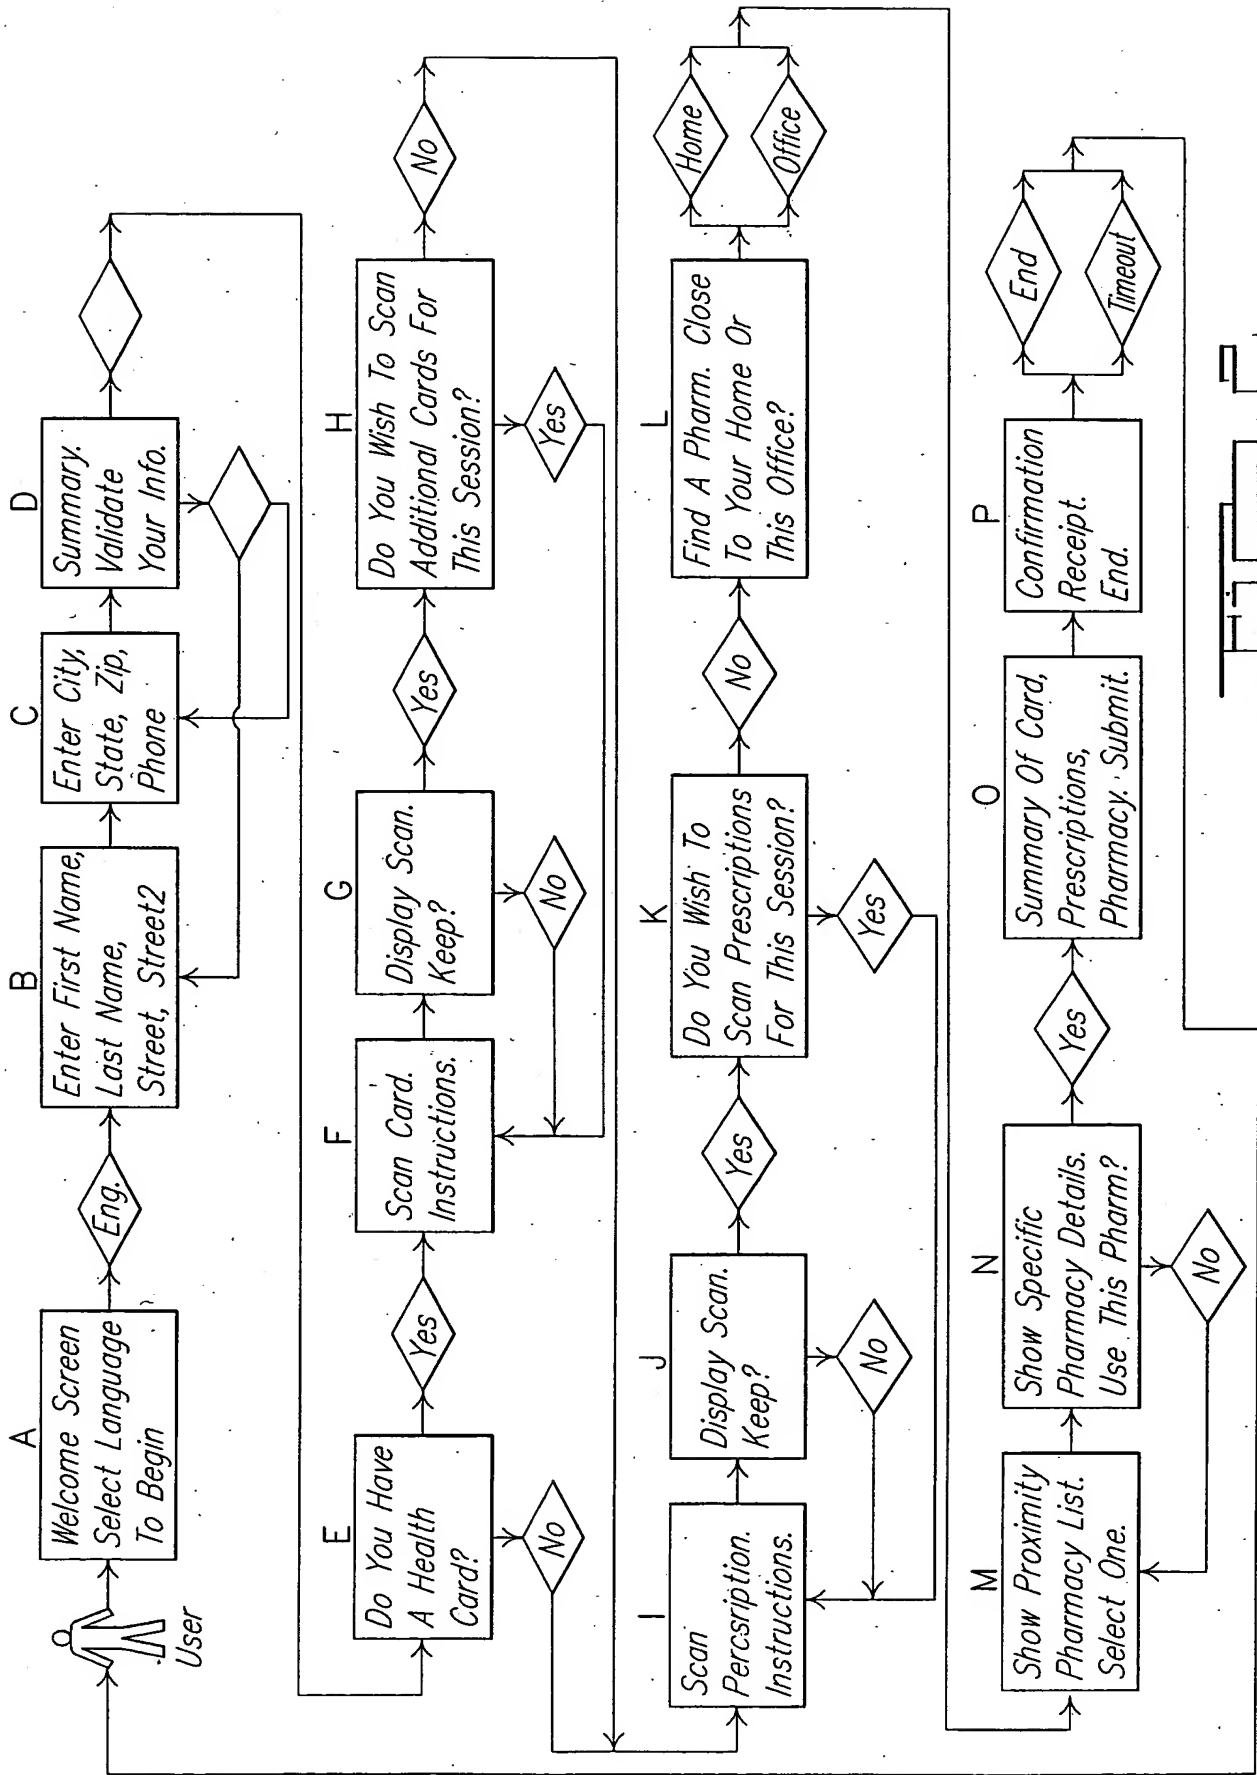 User
A
Welcome Screen
Select Language
To Begin
Eng.
B
Enter First Name,
Last Name,
Street, Street2
C
Enter City,
State, Zip,
Phone
D
Summary.
Validate
Your Info.
E
Do You Have
A Health
Card?
Yes
No
F
Scan Card.
Instructions.
G
Display Scan.
Keep?
Yes
No
H
Do You Wish To Scan
Additional Cards For
This Session?
No
Yes
I
Scan
Percsription.
Instructions.
J
Display Scan.
Keep?
Yes
No
K
Do You Wish To
Scan Prescriptions
For This Session?
No
Yes
L
Find A Pharm. Close
To Your Home Or
This Office?
Home
Office
M
Show Proximity
Pharmacy List.
Select One.
N
Show Specific
Pharmacy Details.
Use This Pharm?
Yes
No
O
Summary Of Card,
Prescriptions,
Pharmacy. Submit.
P
Confirmation
Receipt.
End.
End
Timeout